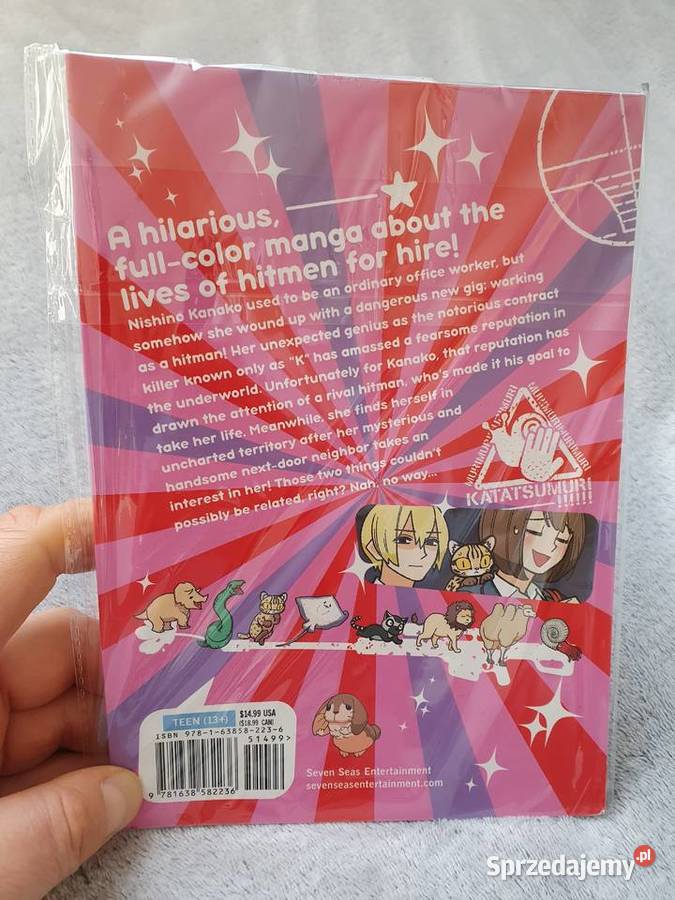 A hilarious,
full-color manga about the
lives of hitmen for hire!
Nishino Kanako used to be an ordinary office worker, but
somehow she wound up with a dangerous new gig: working
as a hitman! Her unexpected genius as the notorious contract
killer known only as "K" has amassed a fearsome reputation in
the underworld. Unfortunately for Kanako, that reputation has
drawn the attention of a rival hitman, who's made it his goal to
take her life. Meanwhile, she finds herself in
uncharted territory after her mysterious and
handsome next-door neighbor takes an
interest in her! Those two things couldn't
possibly be related, right? Nah, no way...
KATATSUMURI
!!!!!!
TEEN (13+)
$14.99 USA
($18.99 CAN)
ISBN 978-1-63858-223-6
51499>
9 781638 582236
Seven Seas Entertainment
sevenseasentertainment.com
Sprzedajemy.pl